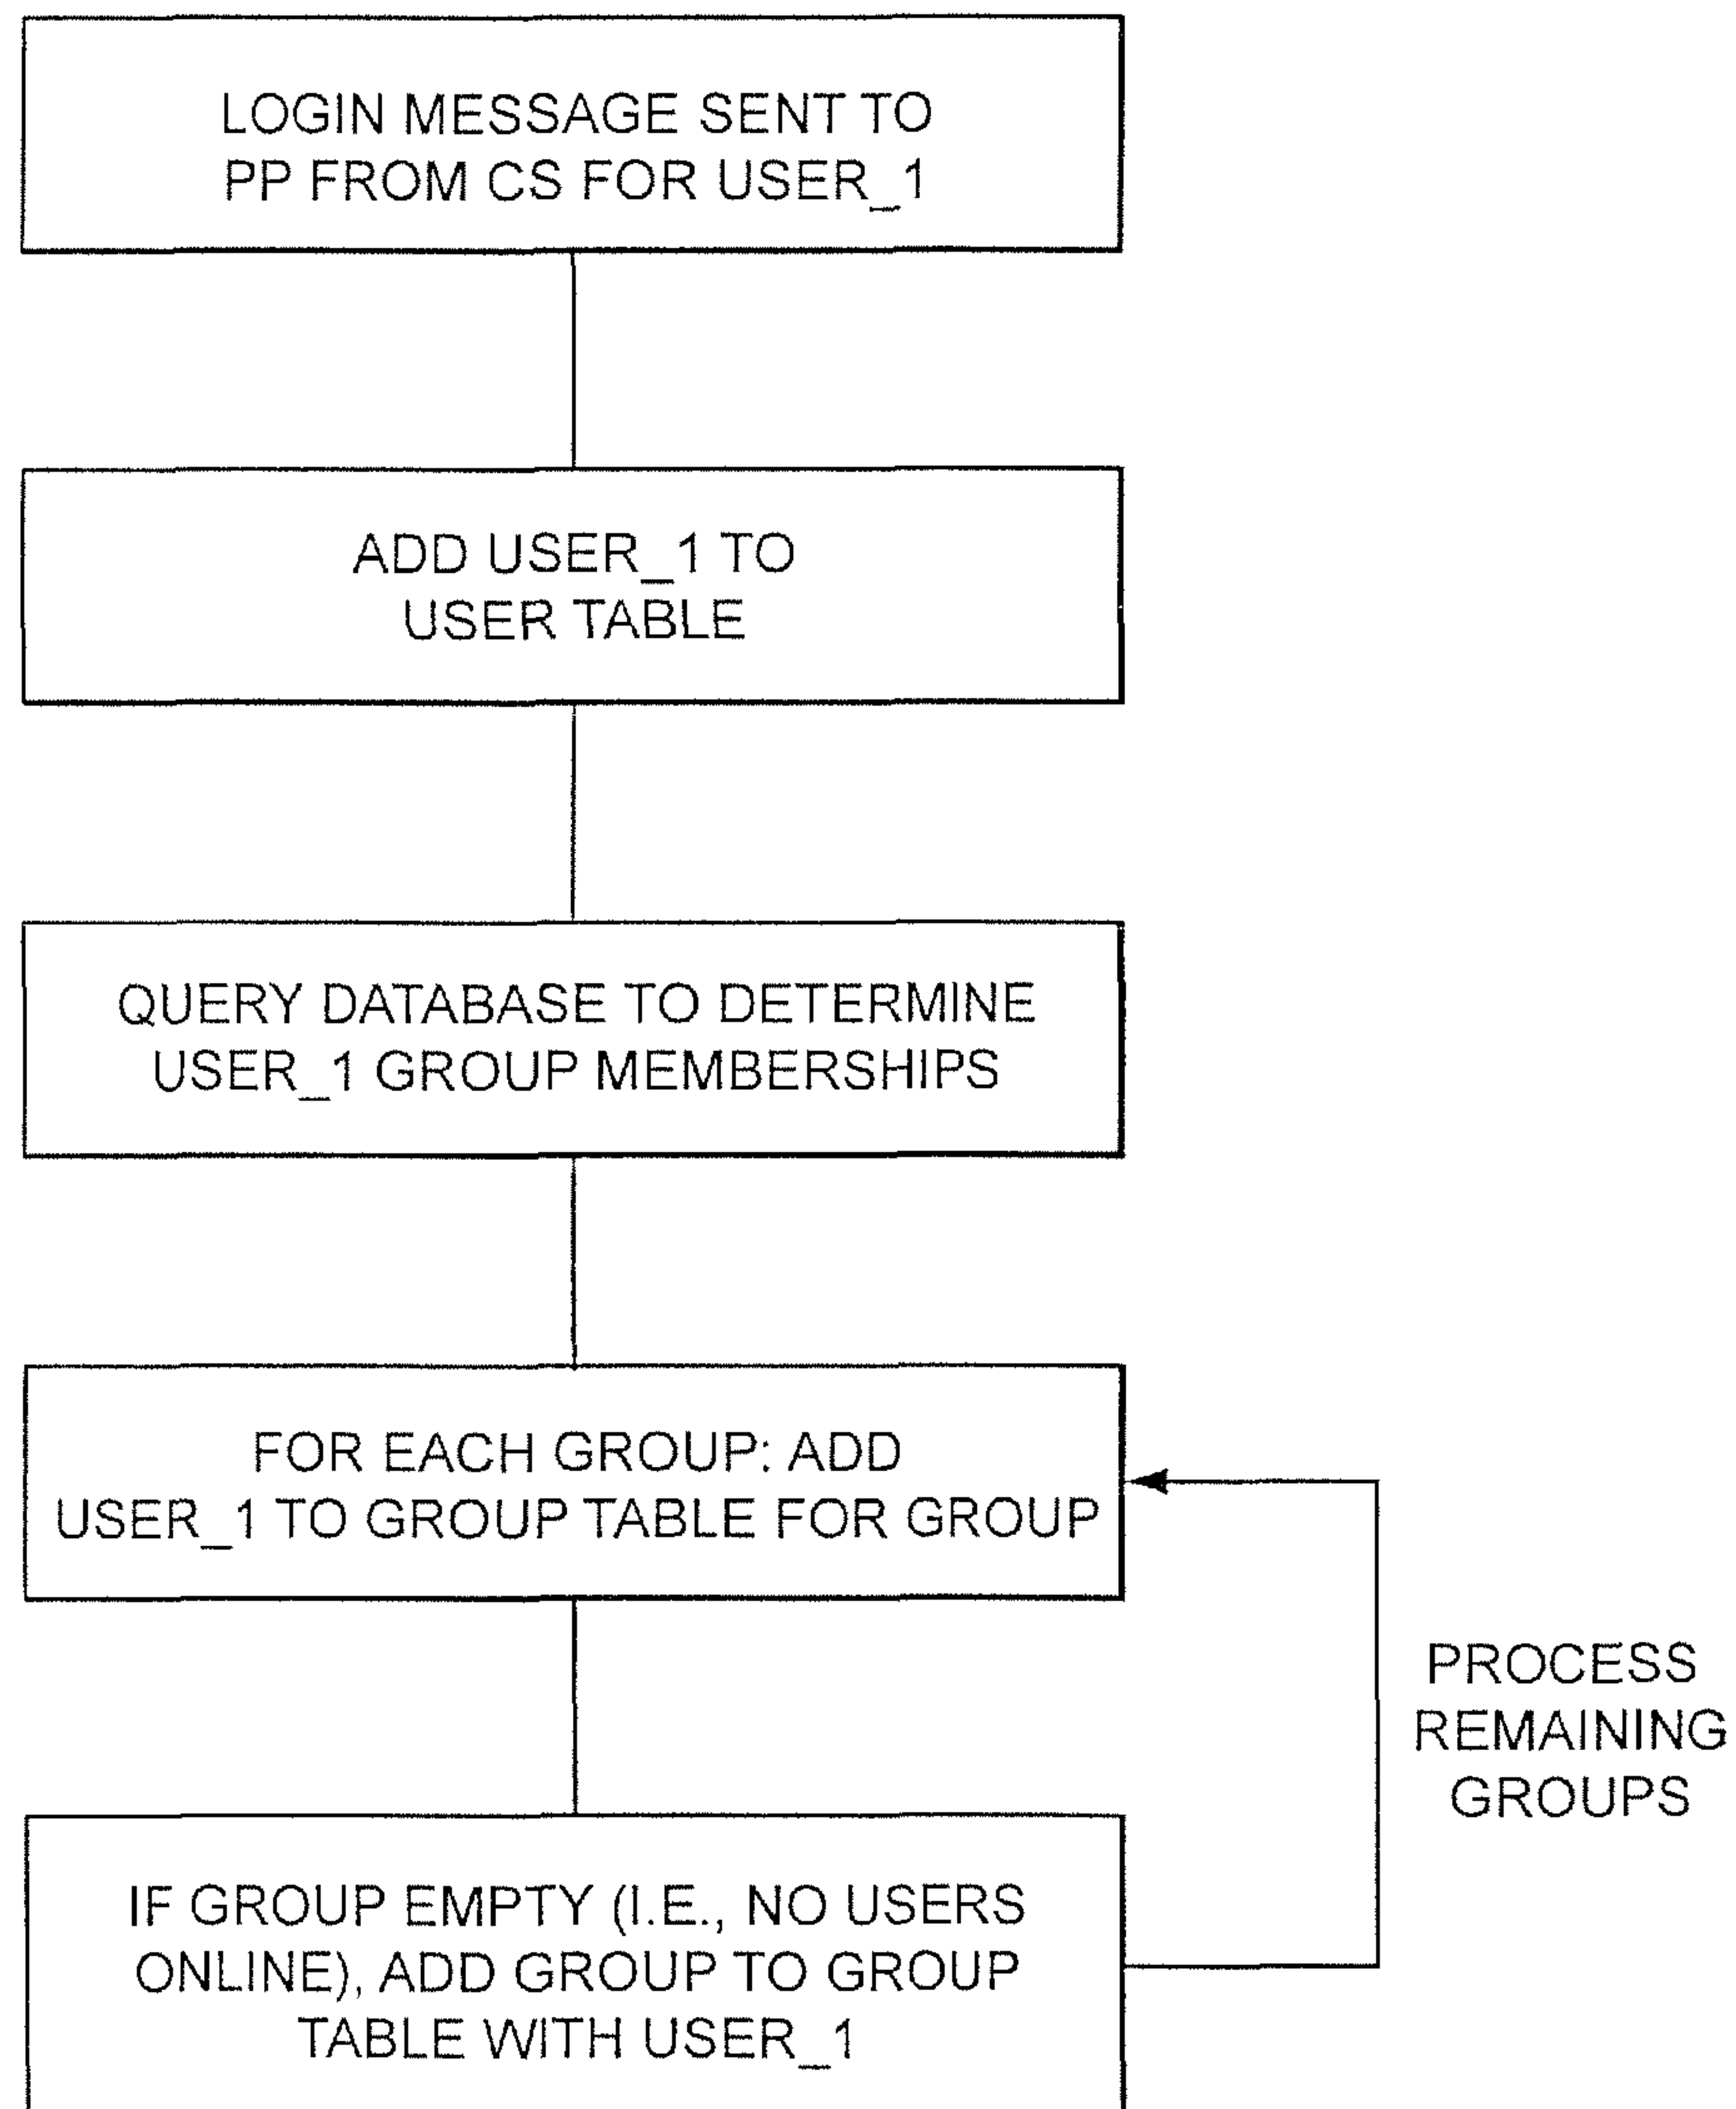 LOGIN MESSAGE SENT TO
PP FROM CS FOR USER_1
ADD USER_1 TO
USER TABLE
QUERY DATABASE TO DETERMINE
USER_1 GROUP MEMBERSHIPS
FOR EACH GROUP: ADD
USER_1 TO GROUP TABLE FOR GROUP
PROCESS
REMAINING
GROUPS
IF GROUP EMPTY (I.E., NO USERS
ONLINE), ADD GROUP TO GROUP
TABLE WITH USER_1